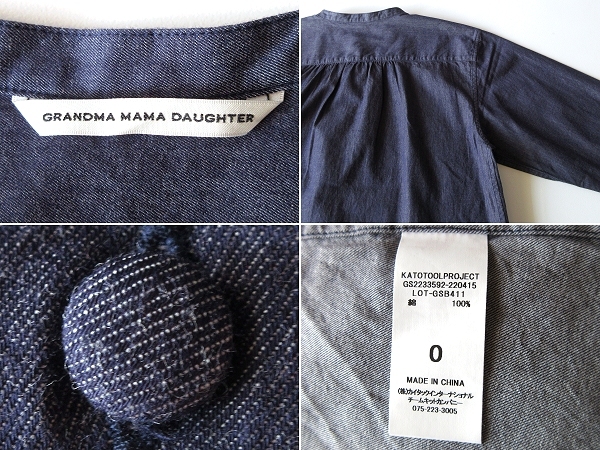 GRANDMA MAMA DAUGHTER
KATOTOOLPROJECT
GS2233592-220415
LOT-GSB411
綿 100%
0
MADE IN CHINA
(株)カイタックインターナショナル
チームキットカンパニー
075-223-3005